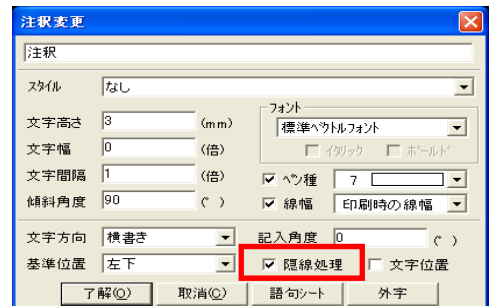 注釈変更
注釈
スタイル なし
文字高さ 3 (mm)
文字幅 0 (倍)
文字間隔 1 (倍)
傾斜角度 90 (°)
フォント
標準ベクトルフォント
イタリック ボールド
ペン種 7
線幅 印刷時の線幅
文字方向 横書き 記入角度 0 (°)
基準位置 左下 隠線処理 文字位置
了解(O) 取消(C) 語句シート 外字